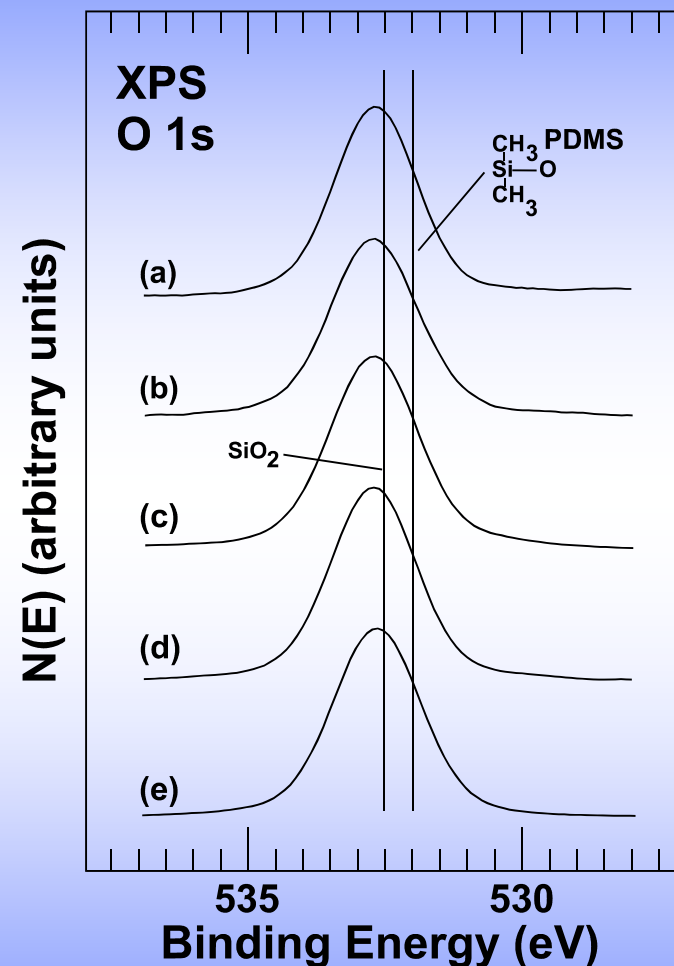 XPS
O 1s
CH3 PDMS
Si—O
CH3
(a)
(b)
SiO2
(c)
(d)
(e)
N(E) (arbitrary units)
535 530
Binding Energy (eV)